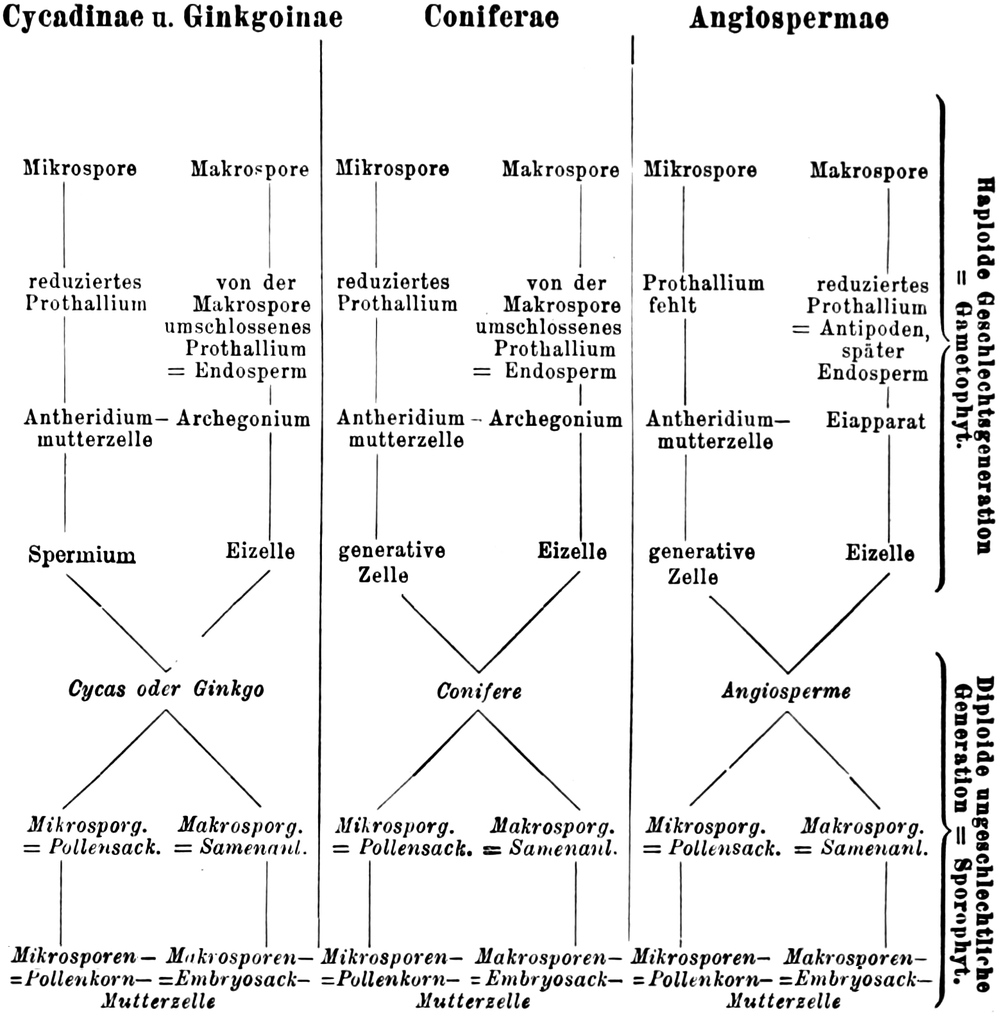 Cycadinae u. Ginkgoinae
Coniferae
Angiospermae
Mikrospore
Makrospore
reduziertes
Prothallium
von der
Makrospore
umschlossenes
Prothallium
= Endosperm
Antheridium–
mutterzelle
Archegonium
Spermium
Eizelle
Cycas oder Ginkgo
Mikrosporg.
= Pollensack.
Makrosporg.
= Samenanl.
Mikrosporen–
=Pollenkorn–
Makrosporen–
=Embryosack–
Mutterzelle
Mikrospore
Makrospore
reduziertes
Prothallium
von der
Makrospore
umschlossenes
Prothallium
= Endosperm
Antheridium –
mutterzelle
Archegonium
generative
Zelle
Eizelle
Conifere
Mikrosporg.
= Pollensack.
Makrosporg.
= Samenanl.
Mikrosporen–
=Pollenkorn–
Makrosporen–
=Embryosack–
Mutterzelle
Mikrospore
Makrospore
Prothallium
fehlt
reduziertes
Prothallium
= Antipoden,
später
Endosperm
Antheridium–
mutterzelle
Eiapparat
generative
Zelle
Eizelle
Angiosperme
Mikrosporg.
= Pollensack.
Makrosporg.
= Samenanl.
Mikrosporen–
=Pollenkorn–
Makrosporen–
=Embryosack–
Mutterzelle
Haploide Geschlechtsgeneration
= Gametophyt.
Diploide ungeschlechtliche
Generation = Sporophyt.